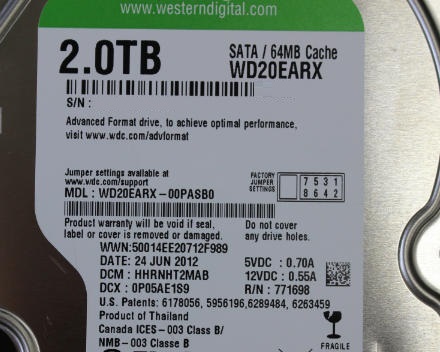 www.westerndigital.com
2.0TB
SATA / 64MB Cache
WD20EARX
S/N :
Advanced Format drive, to achieve optimal performance,
visit www.wdc.com/advformat
Jumper settings available at
www.wdc.com/support
FACTORY
JUMPER
SETTINGS
7 5 3 1
8 6 4 2
MDL : WD20EARX-00PASB0
Product warranty will be void if seal,
label or cover is removed or damaged.
Do not cover
any drive holes.
WWN:50014EE20712F989
DATE: 24 JUN 2012
5VDC : 0.70A
DCM : HHRNHT2MAB
12VDC : 0.55A
DCX : 0P05AE1S9
R/N : 771698
U.S. Patents: 6178056, 5956196,6289484, 6263459
Product of Thailand
Canada ICES-003 Class B/
NMB-003 Classe B
FRAGILE